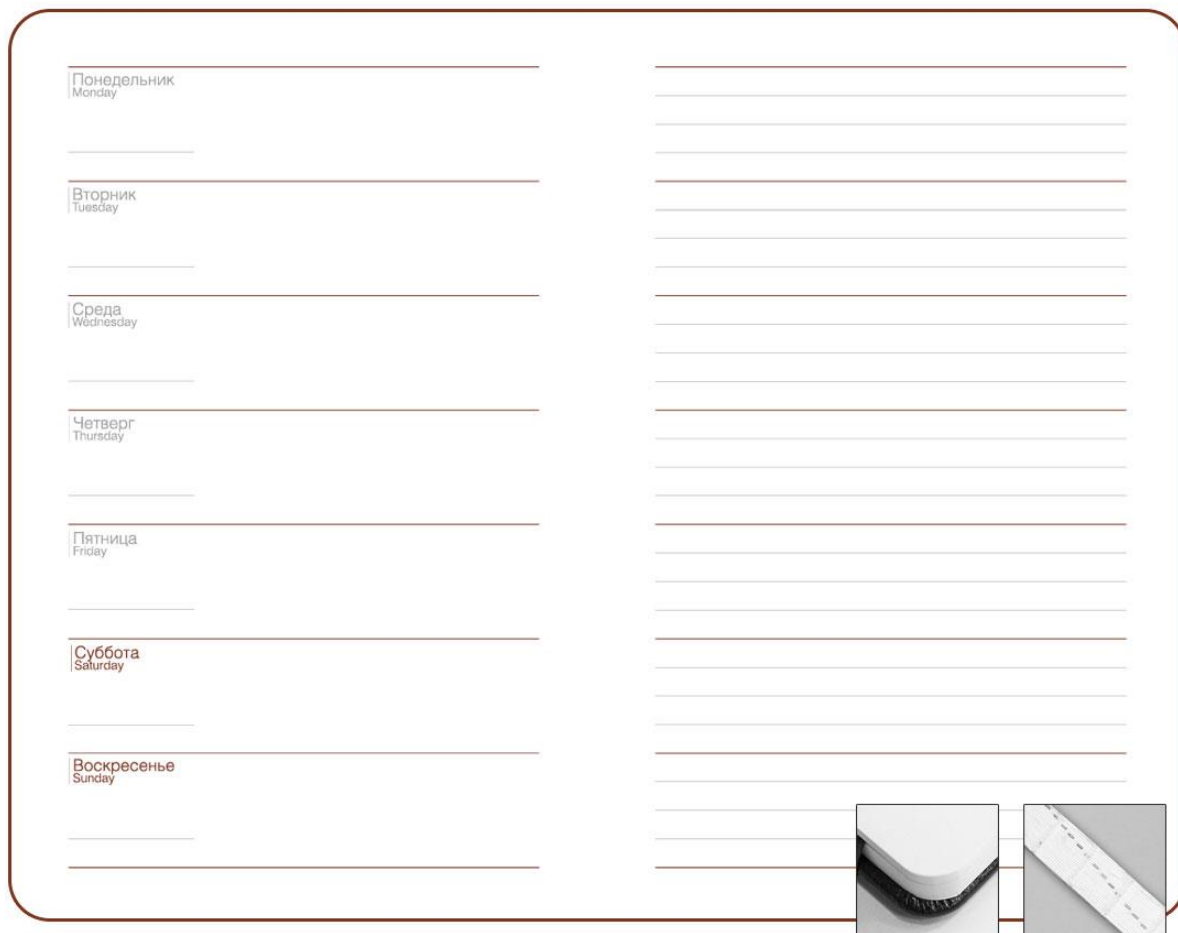 Понедельник
Monday
Вторник
Tuesday
Среда
Wednesday
Четверг
Thursday
Пятница
Friday
Суббота
Saturday
Воскресенье
Sunday